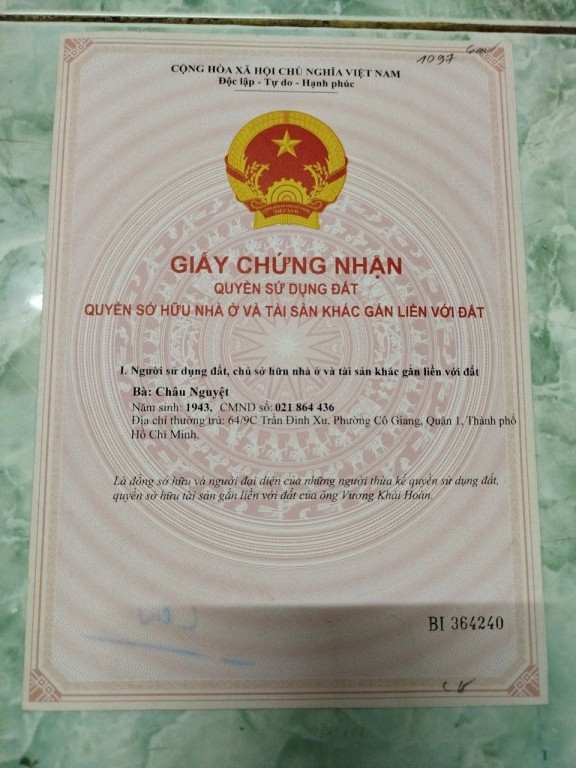 1097
CỘNG HÒA XÃ HỘI CHỦ NGHĨA VIỆT NAM
Độc lập - Tự do - Hạnh phúc
VIỆT NAM
GIẤY CHỨNG NHẬN
QUYỀN SỬ DỤNG ĐẤT
QUYỀN SỞ HỮU NHÀ Ở VÀ TÀI SẢN KHÁC GẮN LIỀN VỚI ĐẤT
I. Người sử dụng đất, chủ sở hữu nhà ở và tài sản khác gắn liền với đất
Bà: Châu Nguyệt
Năm sinh: 1943, CMND số: 021 864 436
Địa chỉ thường trú: 64/9C Trần Đình Xu, Phường Cô Giang, Quận 1, Thành phố
Hồ Chí Minh.
Là đồng sở hữu và người đại diện của những người thừa kế quyền sử dụng đất,
quyền sở hữu tài sản gắn liền với đất của ông Vương Khải Hoàn
BI 364240